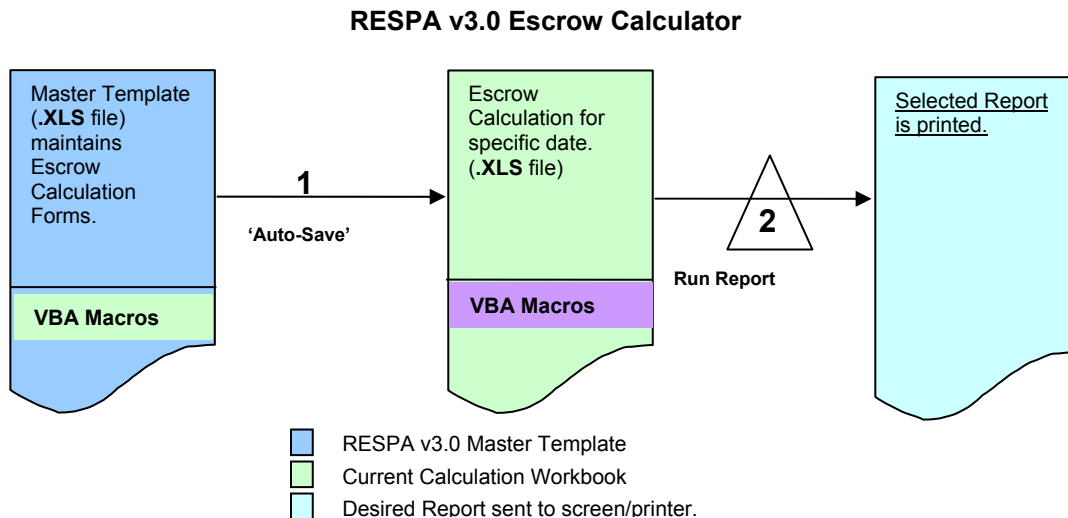 RESPA v3.0 Escrow Calculator
Master Template
(.XLS file)
maintains
Escrow
Calculation
Forms.
VBA Macros
1
‘Auto-Save’
Escrow
Calculation for
specific date.
(.XLS file)
VBA Macros
2
Run Report
Selected Report
is printed.
RESPA v3.0 Master Template
Current Calculation Workbook
Desired Report sent to screen/printer.